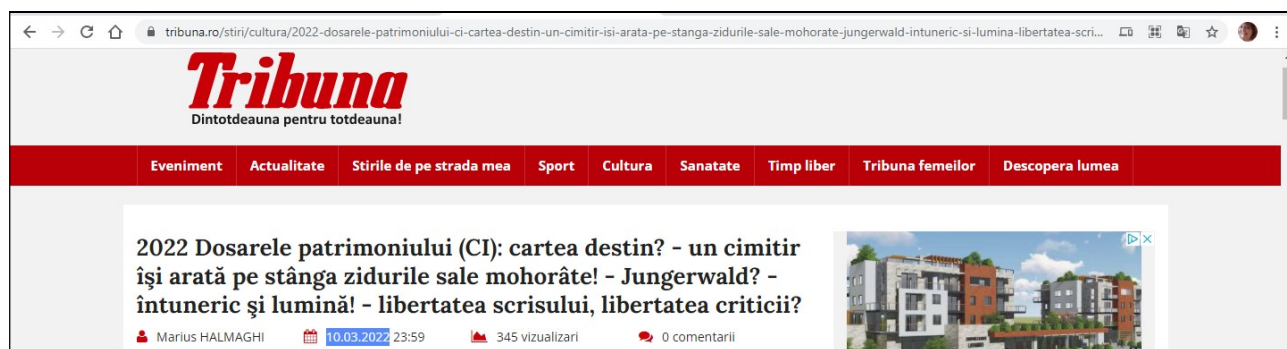 tribuna.ro/stiri/cultura/2022-dosarele-patrimoniului-ci-cartea-destin-un-cimitir-isi-arata-pe-stanga-zidurile-sale-mohorate-jungerwald-intuneric-si-lumina-libertatea-scri...
Tribuna
Dintotdeauna pentru totdeauna!
Eveniment Actualitate Stirile de pe strada mea Sport Cultura Sanatate Timp liber Tribuna femeilor Descopera lumea
2022 Dosarele patrimoniului (CI): cartea destin? - un cimitir
își arată pe stânga zidurile sale mohorâte! - Jungerwald? -
întuneric și lumină! - libertatea scrisului, libertatea criticii?
Marius HALMAGHI 10.03.2022 23:59 345 vizualizari 0 comentarii